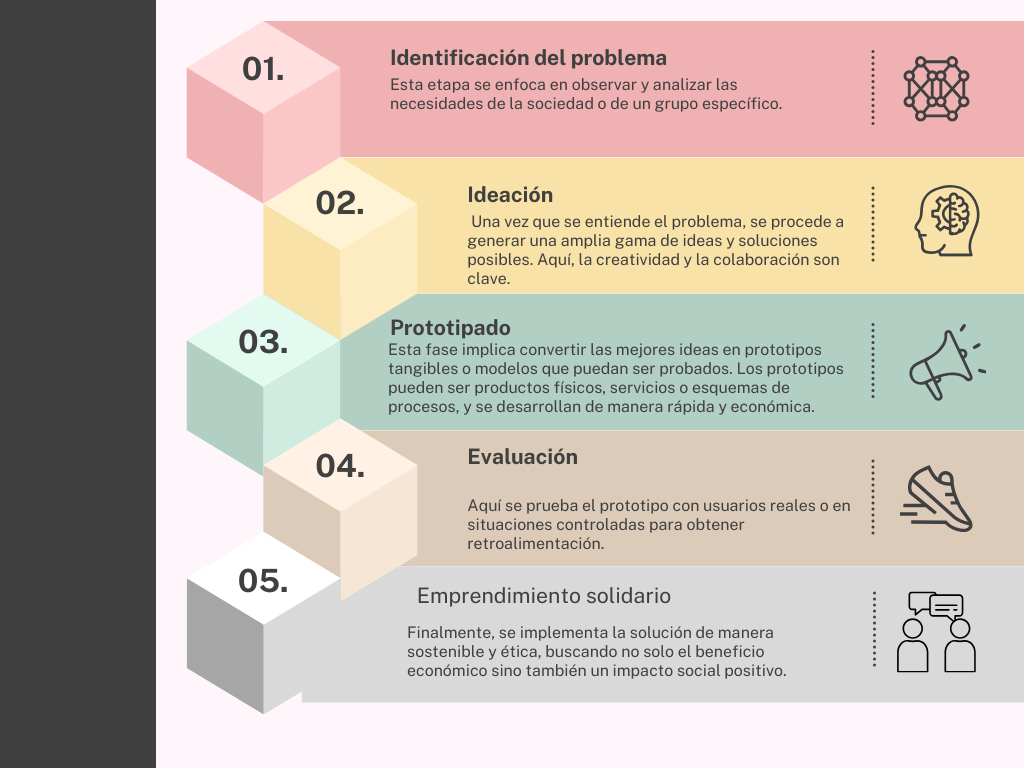 01.
Identificación del problema
Esta etapa se enfoca en observar y analizar las
necesidades de la sociedad o de un grupo específico.
02.
Ideación
Una vez que se entiende el problema, se procede a
generar una amplia gama de ideas y soluciones
posibles. Aquí, la creatividad y la colaboración son
clave.
03.
Prototipado
Esta fase implica convertir las mejores ideas en prototipos
tangibles o modelos que puedan ser probados. Los prototipos
pueden ser productos físicos, servicios o esquemas de
procesos, y se desarrollan de manera rápida y económica.
04.
Evaluación
Aquí se prueba el prototipo con usuarios reales o en
situaciones controladas para obtener
retroalimentación.
05.
Emprendimiento solidario
Finalmente, se implementa la solución de manera
sostenible y ética, buscando no solo el beneficio
económico sino también un impacto social positivo.